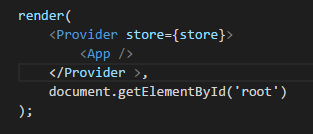 render(
    <Provider store={store}>
        <App />
    </Provider >,
    document.getElementById('root')
);